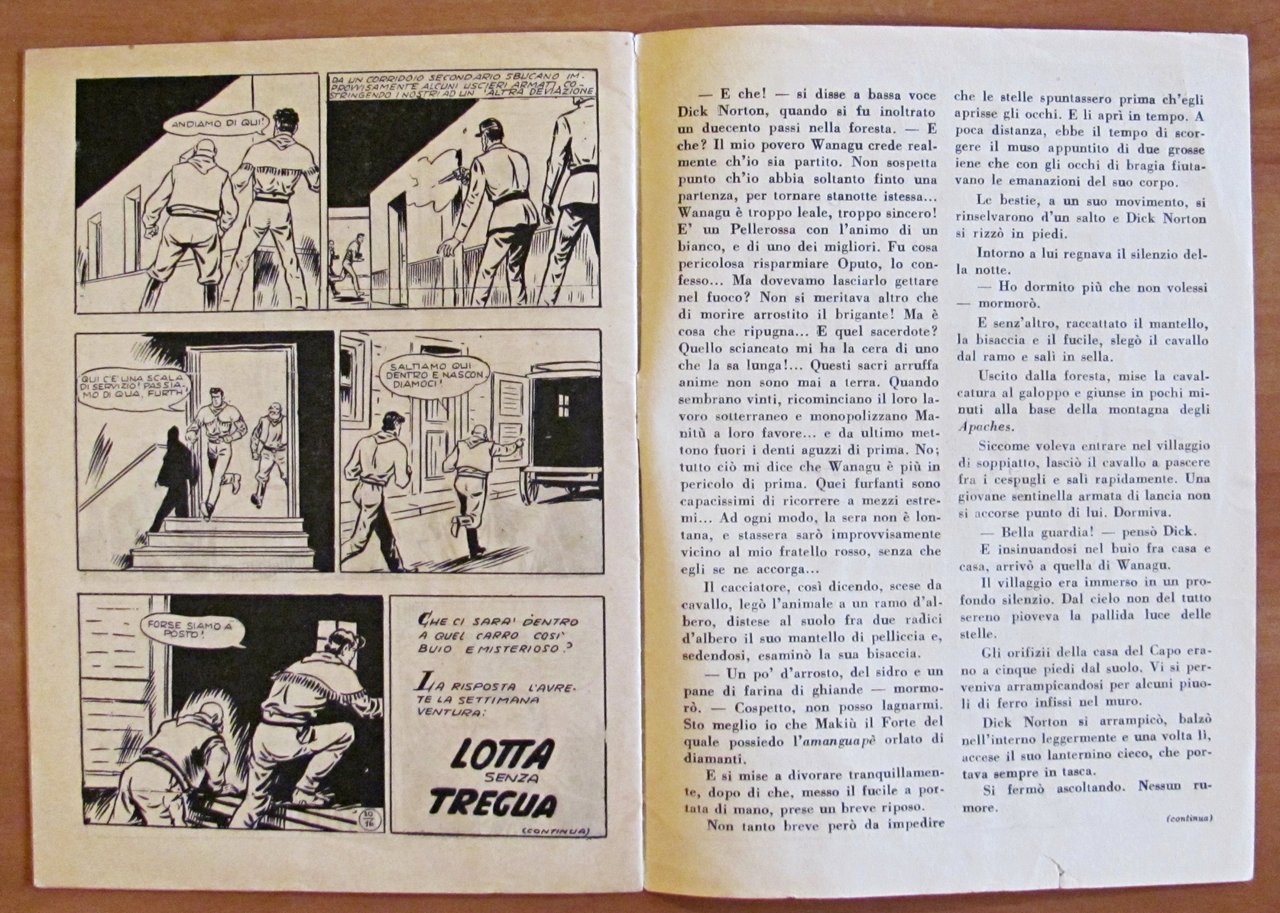 ANDIAMO DI QUI!
DA UN CORRIDOIO SECONDARIO SBUCANO IM-
PROVVISAMENTE ALCUNI USCIERI ARMATI, CO-
STRINGENDO I NOSTRI AD UN 'ALTRA DEVIAZIONE
QUI C'E' UNA SCALA
DI SERVIZIO! PASSIA-
MO DI QUA, FURTH!
SALTIAMO QUI
DENTRO E NASCON
DIAMOCI!
FORSE SIAMO A
POSTO!
10
16
CHE CI SARA' DENTRO
A QUEL CARRO COSI'
BUIO E MISTERIOSO?
LA RISPOSTA L'AVRE-
TE LA SETTIMANA
VENTURA:
LOTTA
SENZA
TREGUA
(CONTINUA)
— E che! — si disse a bassa voce
Dick Norton, quando si fu inoltrato
un duecento passi nella foresta. — E
che? Il mio povero Wanagu crede real-
mente ch'io sia partito. Non sospetta
punto ch'io abbia soltanto finto una
partenza, per tornare stanotte istessa...
Wanagu è troppo leale, troppo sincero!
E' un Pellerossa con l'animo di un
bianco, e di uno dei migliori. Fu cosa
pericolosa risparmiare Oputo, lo con-
fesso... Ma dovevamo lasciarlo gettare
nel fuoco? Non si meritava altro che
di morire arrostito il brigante! Ma è
cosa che ripugna... E quel sacerdote?
Quello sciancato mi ha la cera di uno
che la sa lunga!... Questi sacri arruffa
anime non sono mai a terra. Quando
sembrano vinti, ricominciano il loro la-
voro sotterraneo e monopolizzano Ma-
nitù a loro favore... e da ultimo met-
tono fuori i denti aguzzi di prima. No;
tutto ciò mi dice che Wanagu è più in
pericolo di prima. Quei furfanti sono
capacissimi di ricorrere a mezzi estre-
mi... Ad ogni modo, la sera non è lon-
tana, e stassera sarò improvvisamente
vicino al mio fratello rosso, senza che
egli se ne accorga...
Il cacciatore, così dicendo, scese da
cavallo, legò l'animale a un ramo d'al-
bero, distese al suolo fra due radici
d'albero il suo mantello di pelliccia e,
sedendosi, esaminò la sua bisaccia.
— Un po' d'arrosto, del sidro e un
pane di farina di ghiande — mormo-
rò. — Cospetto, non posso lagnarmi.
Sto meglio io che Makiù il Forte del
quale possiedo l'amanguapè orlato di
diamanti.
E si mise a divorare tranquillamen-
te, dopo di che, messo il fucile a por-
tata di mano, prese un breve riposo.
Non tanto breve però da impedire
che le stelle spuntassero prima ch'egli
aprisse gli occhi. E li aprì in tempo. A
poca distanza, ebbe il tempo di scor-
gere il muso appuntito di due grosse
iene che con gli occhi di bragia fiuta-
vano le emanazioni del suo corpo.
Le bestie, a un suo movimento, si
rinselvarono d'un salto e Dick Norton
si rizzò in piedi.
Intorno a lui regnava il silenzio del-
la notte.
— Ho dormito più che non volessi
— mormorò.
E senz'altro, raccattato il mantello,
la bisaccia e il fucile, slegò il cavallo
dal ramo e salì in sella.
Uscito dalla foresta, mise la caval-
catura al galoppo e giunse in pochi mi-
nuti alla base della montagna degli
Apaches.
Siccome voleva entrare nel villaggio
di soppiatto, lasciò il cavallo a pascere
fra i cespugli e salì rapidamente. Una
giovane sentinella armata di lancia non
si accorse punto di lui. Dormiva.
— Bella guardia! — pensò Dick.
E insinuandosi nel buio fra casa e
casa, arrivò a quella di Wanagu.
Il villaggio era immerso in un pro-
fondo silenzio. Dal cielo non del tutto
sereno pioveva la pallida luce delle
stelle.
Gli orifizii della casa del Capo era-
no a cinque piedi dal suolo. Vi si per-
veniva arrampicandosi per alcuni piuo-
li di ferro infissi nel muro.
Dick Norton si arrampicò, balzò
nell'interno leggermente e una volta lì,
accese il suo lanternino cieco, che por-
tava sempre in tasca.
Si fermò ascoltando. Nessun ru-
more.
(continua)